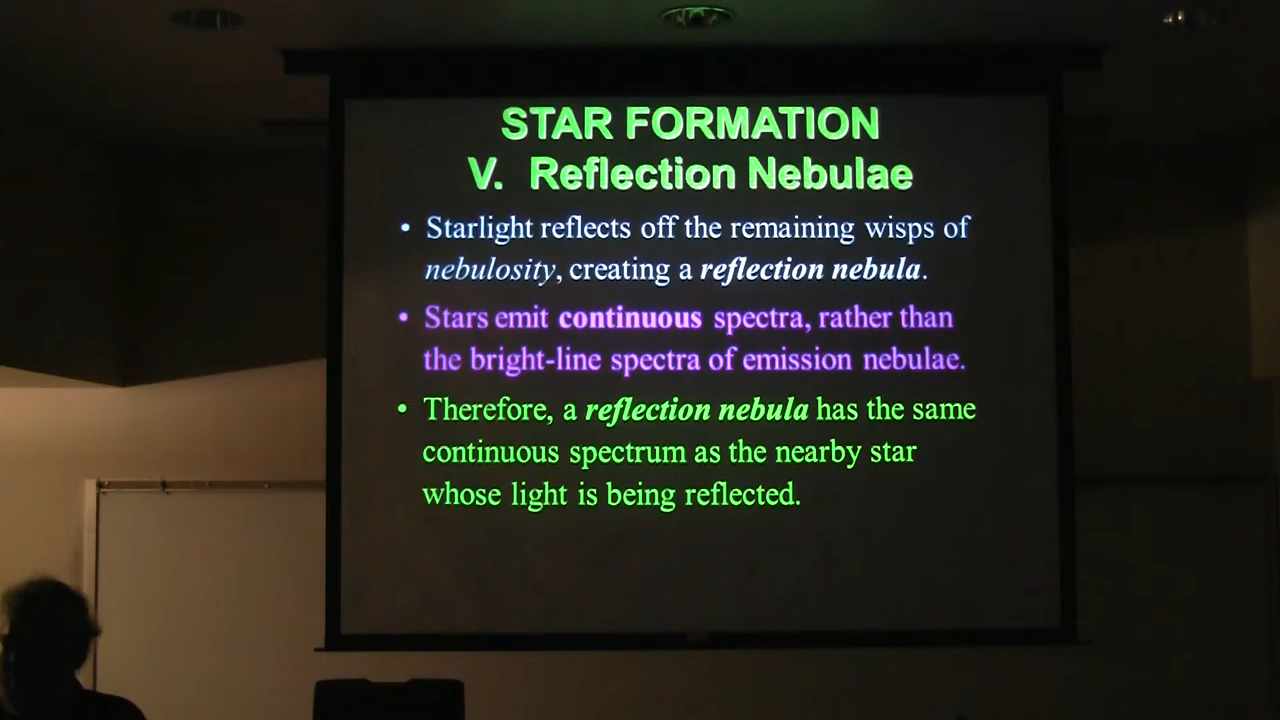 STAR FORMATION
V. Reflection Nebulae
• Starlight reflects off the remaining wisps of
nebulosity, creating a reflection nebula.
• Stars emit continuous spectra, rather than
the bright-line spectra of emission nebulae.
• Therefore, a reflection nebula has the same
continuous spectrum as the nearby star
whose light is being reflected.